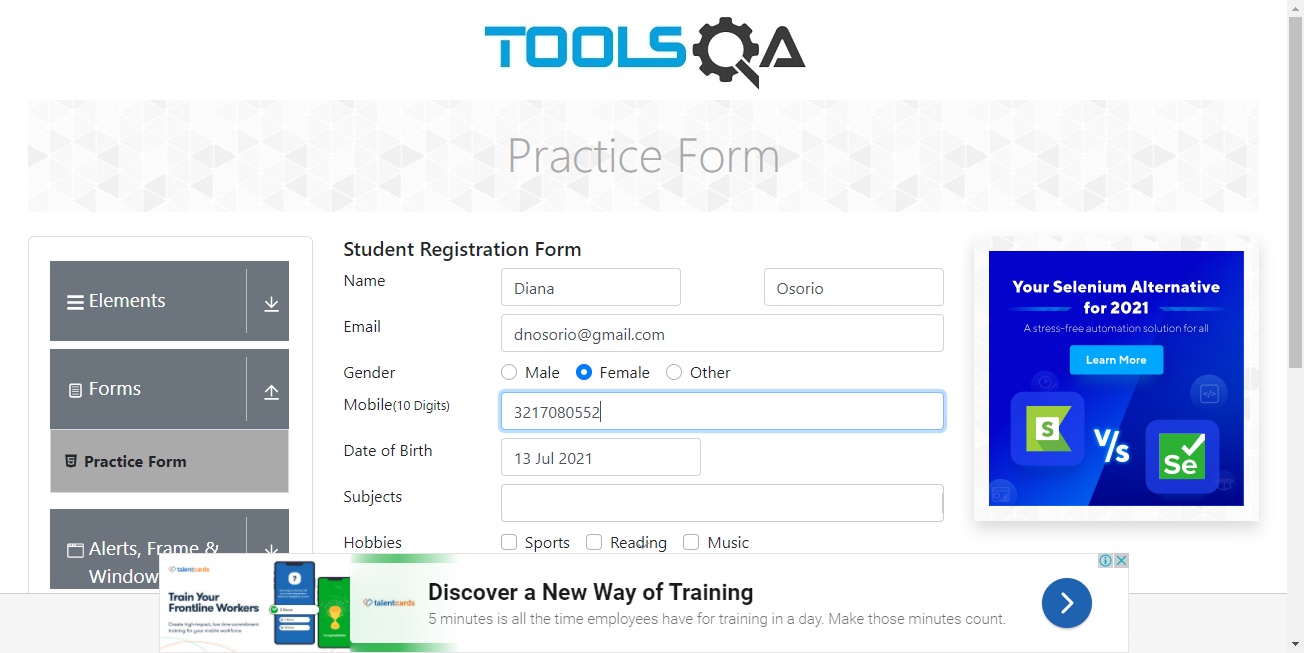 TOOLSQA
Practice Form
Elements
Forms
Practice Form
Alerts, Frame &
Window
Student Registration Form
Name
Diana
Osorio
Email
dnosorio@gmail.com
Gender
Male
Female
Other
Mobile(10 Digits)
3217080552
Date of Birth
13 Jul 2021
Subjects
Hobbies
Sports
Reading
Music
Your Selenium Alternative
for 2021
A stress-free automation solution for all
Learn More
S
V/s
Se
talentcards
Train Your
Frontline Workers
Create high-impact, low time-commitment
training for your mobile workforce
talentcards
Discover a New Way of Training
5 minutes is all the time employees have for training in a day. Make those minutes count.